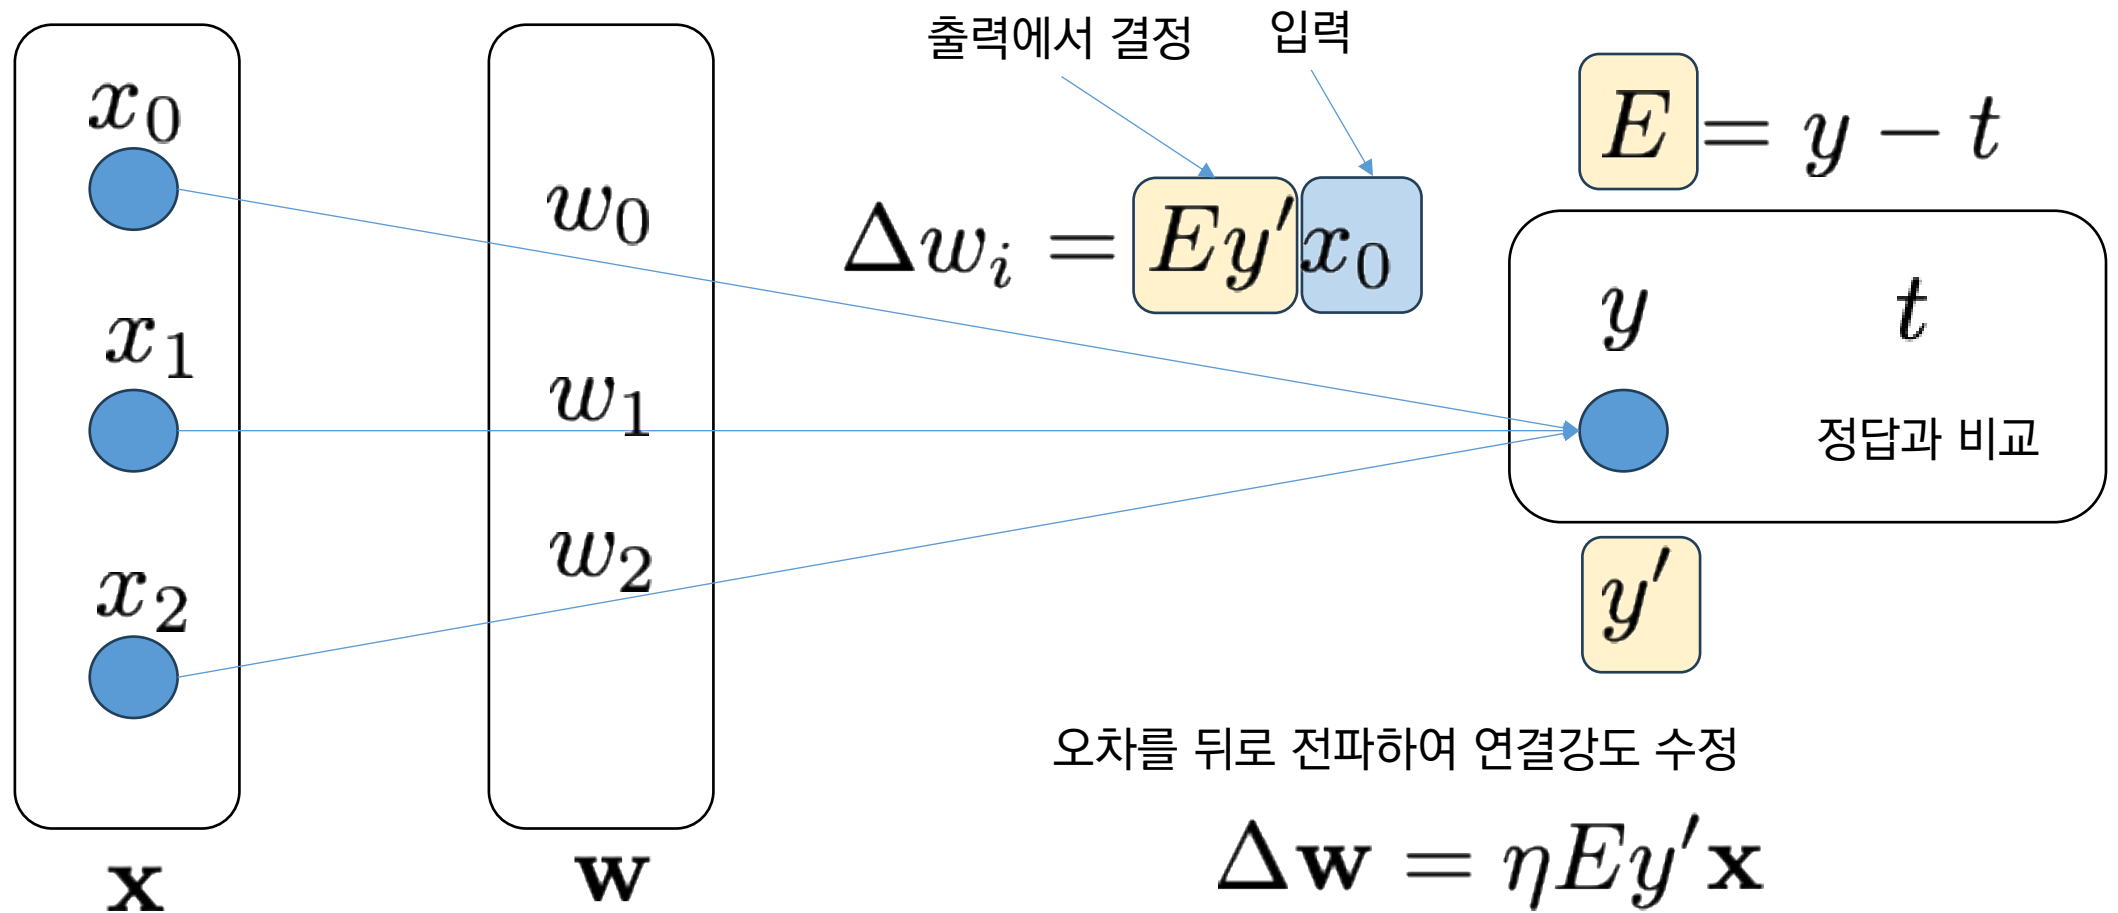 출력에서 결정
입력
x₀
x₁
x₂
w₀
w₁
w₂
Δwᵢ = Ey′x₀
E = y − t
y
t
정답과 비교
y′
오차를 뒤로 전파하여 연결강도 수정
Δ𝐰 = ηEy′𝐱
𝐱
𝐰